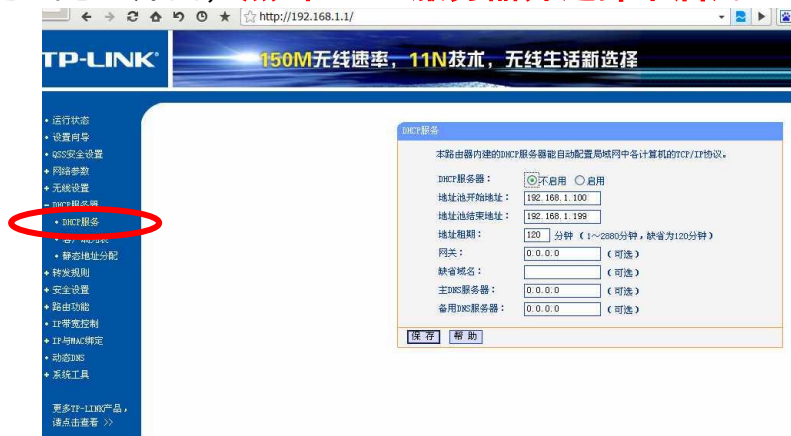 http://192.168.1.1/
TP-LINK
150M无线速率，11N技术，无线生活新选择
• 运行状态
• 设置向导
• QSS安全设置
+ 网络参数
+ 无线设置
- DHCP服务器
• DHCP服务
• 客户端列表
• 静态地址分配
+ 转发规则
+ 安全设置
+ 路由功能
• IP带宽控制
+ IP与MAC绑定
• 动态DNS
+ 系统工具
更多TP-LINK产品，
请点击查看 >>
DHCP服务
本路由器内建的DHCP服务器能自动配置局域网中各计算机的TCP/IP协议。
DHCP服务器： 不启用 启用
地址池开始地址： 192.168.1.100
地址池结束地址： 192.168.1.199
地址租期： 120 分钟（1～2880分钟，缺省为120分钟）
网关： 0.0.0.0 （可选）
缺省域名： （可选）
主DNS服务器： 0.0.0.0 （可选）
备用DNS服务器： 0.0.0.0 （可选）
保 存 帮 助